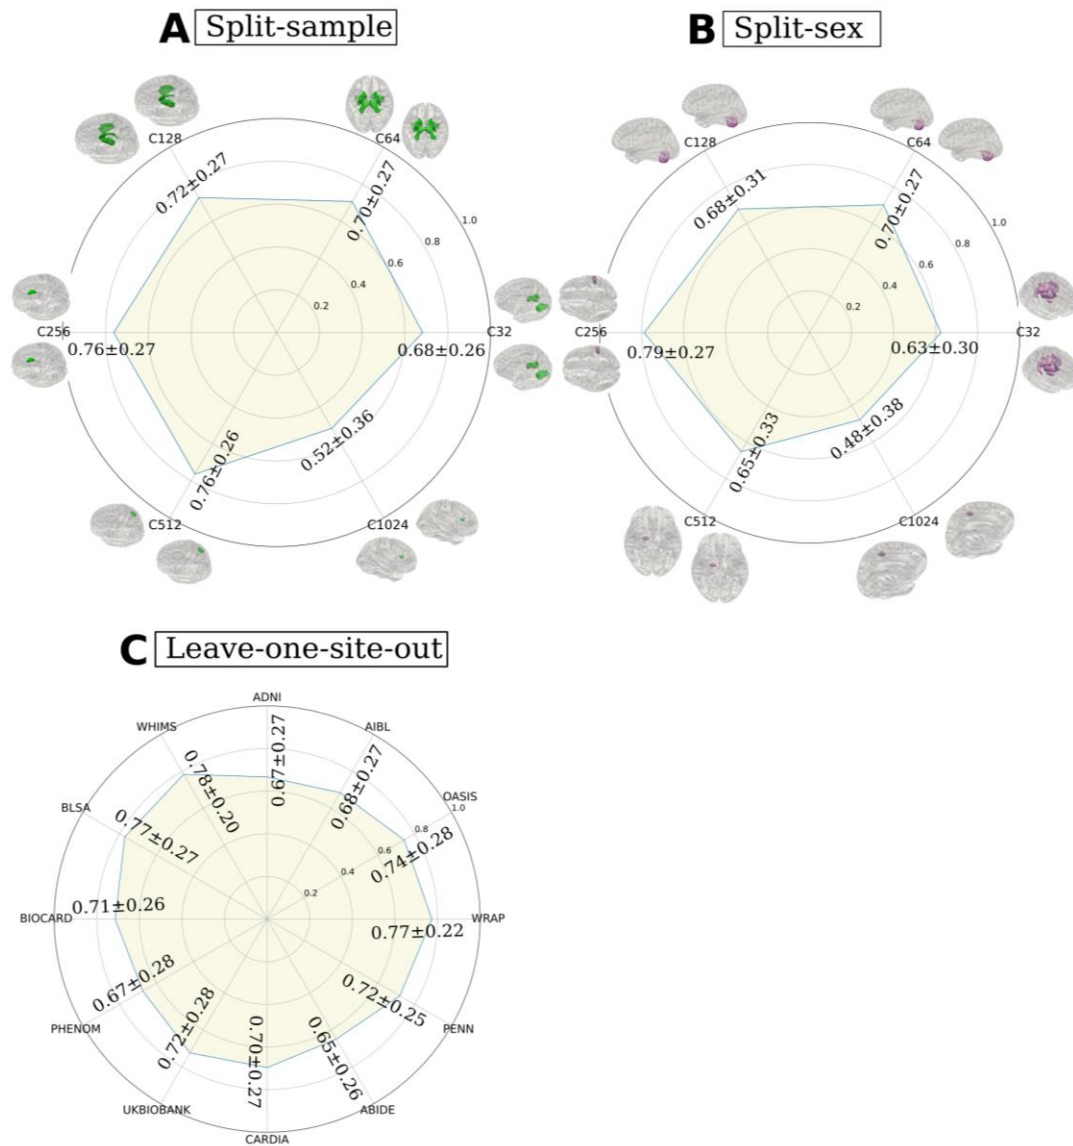 A Split-sample
B Split-sex
C128
C64
0.72±0.27
0.70±0.27
1.0
0.8
0.6
0.4
0.2
C256
0.76±0.27
C32
0.68±0.26
0.76±0.26
0.52±0.36
C512
C1024
C128
C64
0.68±0.31
0.70±0.27
1.0
0.8
0.6
0.4
0.2
C256
0.79±0.27
C32
0.63±0.30
0.65±0.33
0.48±0.38
C512
C1024
C Leave-one-site-out
ADNI
WHIMS
AIBL
0.67±0.27
0.78±0.20
0.68±0.27
BLSA
OASIS
1.0
0.8
0.6
0.4
0.2
0.77±0.27
0.74±0.28
BIOCARD
0.71±0.26
WRAP
0.77±0.22
0.67±0.28
0.72±0.25
PHENOM
PENN
0.72±0.28
0.70±0.27
0.65±0.26
UKBIOBANK
ABIDE
CARDIA